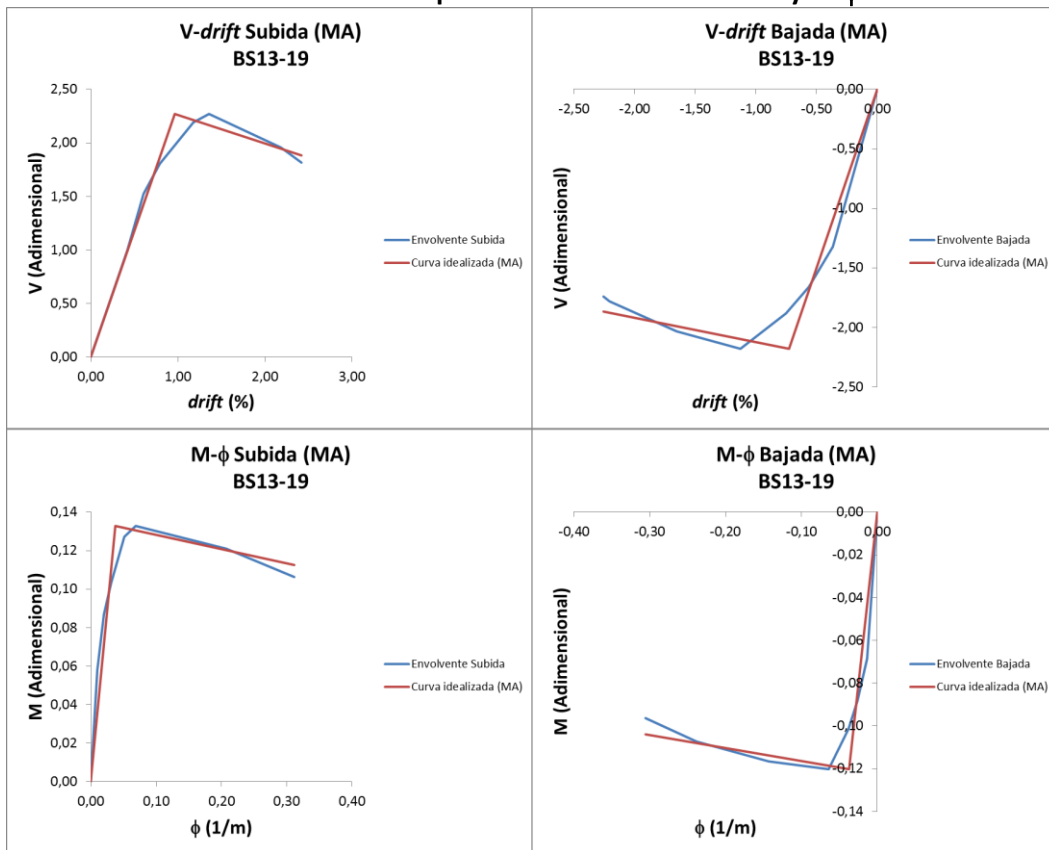 V-drift Subida (MA)
BS13-19
2,50
2,00
1,50
1,00
0,50
0,00
0,00 1,00 2,00 3,00
V (Adimensional)
drift (%)
Envolvente Subida
Curva idealizada (MA)
V-drift Bajada (MA)
BS13-19
-2,50 -2,00 -1,50 -1,00 -0,50 0,00
0,00
-0,50
-1,00
-1,50
-2,00
-2,50
V (Adimensional)
drift (%)
Envolvente Bajada
Curva idealizada (MA)
M-ϕ Subida (MA)
BS13-19
0,14
0,12
0,10
0,08
0,06
0,04
0,02
0,00
0,00 0,10 0,20 0,30 0,40
M (Adimensional)
ϕ (1/m)
Envolvente Subida
Curva idealizada (MA)
M-ϕ Bajada (MA)
BS13-19
-0,40 -0,30 -0,20 -0,10 0,00
0,00
-0,02
-0,04
-0,06
-0,08
-0,10
-0,12
-0,14
M (Adimensional)
ϕ (1/m)
Envolvente Bajada
Curva idealizada (MA)